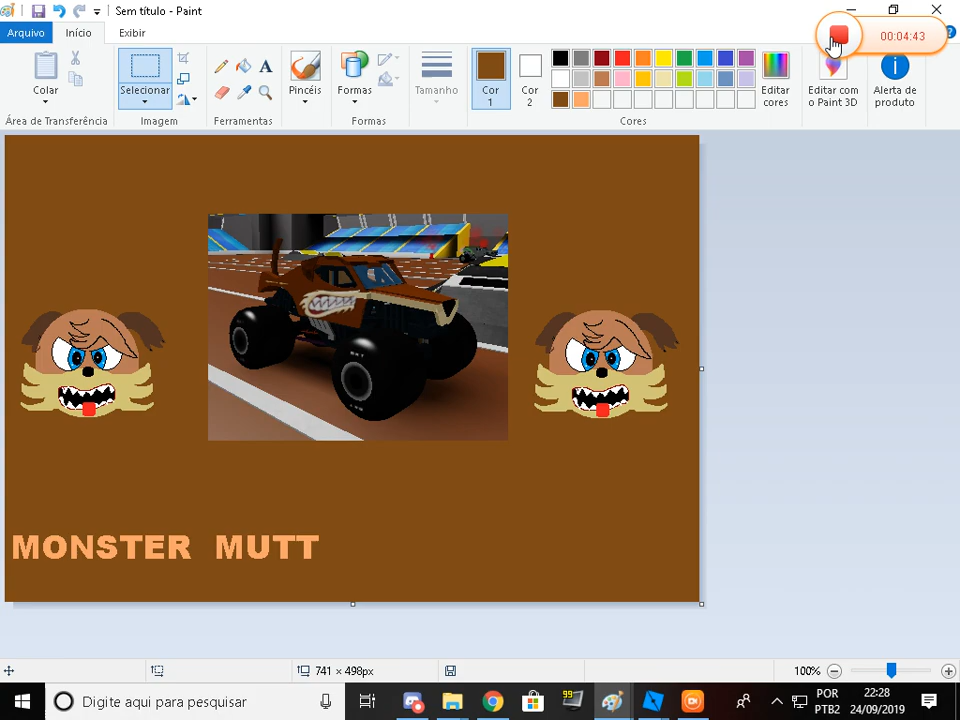 Sem título - Paint
00:04:43
Arquivo Início Exibir
Colar
Selecionar
Pincéis
Formas
Tamanho
Cor 1
Cor 2
Editar cores
Editar com o Paint 3D
Alerta de produto
Área de Transferência
Imagem
Ferramentas
Formas
Cores
MONSTER MUTT
741 × 498px
100%
Digite aqui para pesquisar
99
POR
PTB2
22:28
24/09/2019